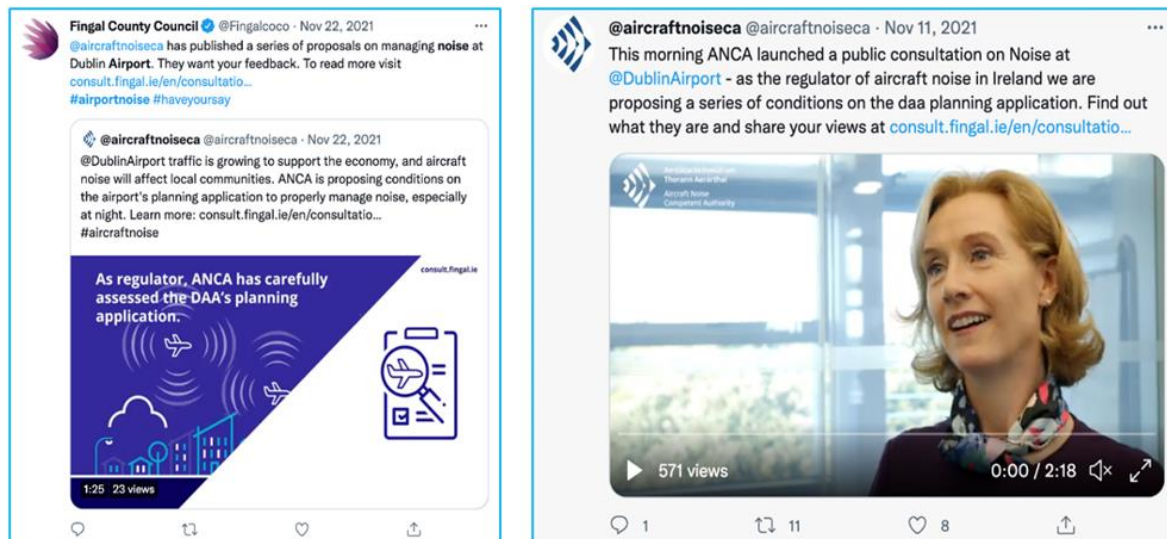 Fingal County Council @Fingalcoco · Nov 22, 2021
@aircraftnoiseca has published a series of proposals on managing noise at
Dublin Airport. They want your feedback. To read more visit
consult.fingal.ie/en/consultatio...
#airportnoise #haveyoursay
@aircraftnoiseca @aircraftnoiseca · Nov 22, 2021
@DublinAirport traffic is growing to support the economy, and aircraft
noise will affect local communities. ANCA is proposing conditions on
the airport's planning application to properly manage noise, especially
at night. Learn more: consult.fingal.ie/en/consultatio...
#aircraftnoise
As regulator, ANCA has carefully
assessed the DAA's planning
application.
consult.fingal.ie
1:25 23 views
@aircraftnoiseca @aircraftnoiseca · Nov 11, 2021
This morning ANCA launched a public consultation on Noise at
@DublinAirport - as the regulator of aircraft noise in Ireland we are
proposing a series of conditions on the daa planning application. Find out
what they are and share your views at consult.fingal.ie/en/consultatio...
Aircraft Noise
Competent Authority
571 views
0:00 / 2:18
1 11 8